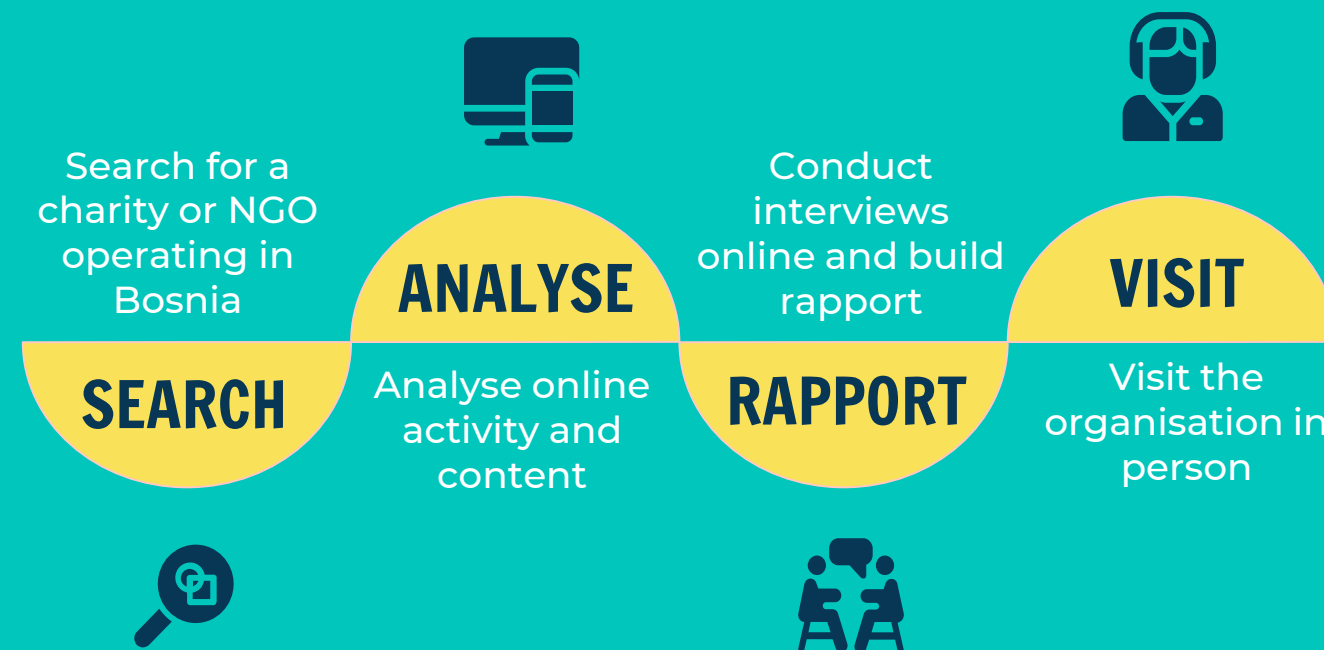 Search for a
charity or NGO
operating in
Bosnia
SEARCH
ANALYSE
Analyse online
activity and
content
Conduct
interviews
online and build
rapport
RAPPORT
VISIT
Visit the
organisation in
person